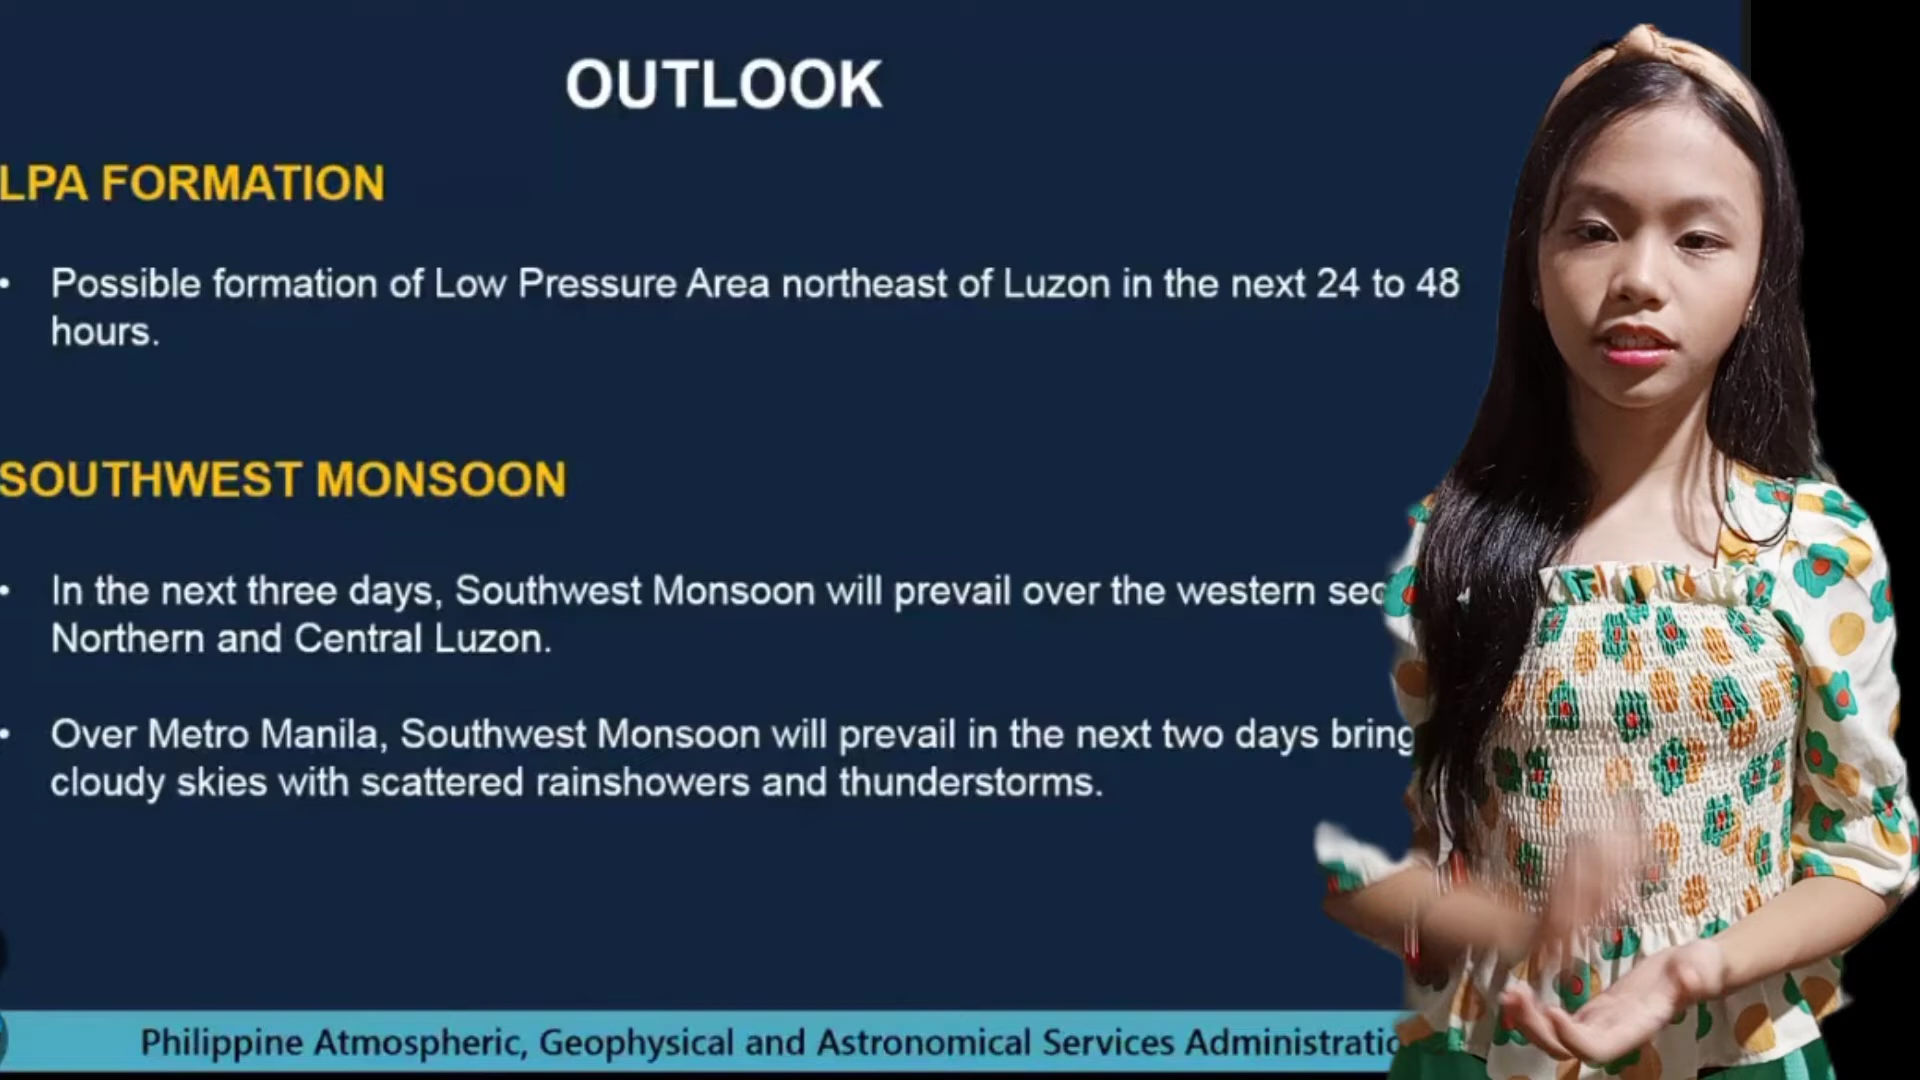 OUTLOOK
LPA FORMATION
• Possible formation of Low Pressure Area northeast of Luzon in the next 24 to 48
hours.
SOUTHWEST MONSOON
• In the next three days, Southwest Monsoon will prevail over the western
Northern and Central Luzon.
• Over Metro Manila, Southwest Monsoon will prevail in the next two days
cloudy skies with scattered rainshowers and thunderstorms.
Philippine Atmospheric, Geophysical and Astronomical Services